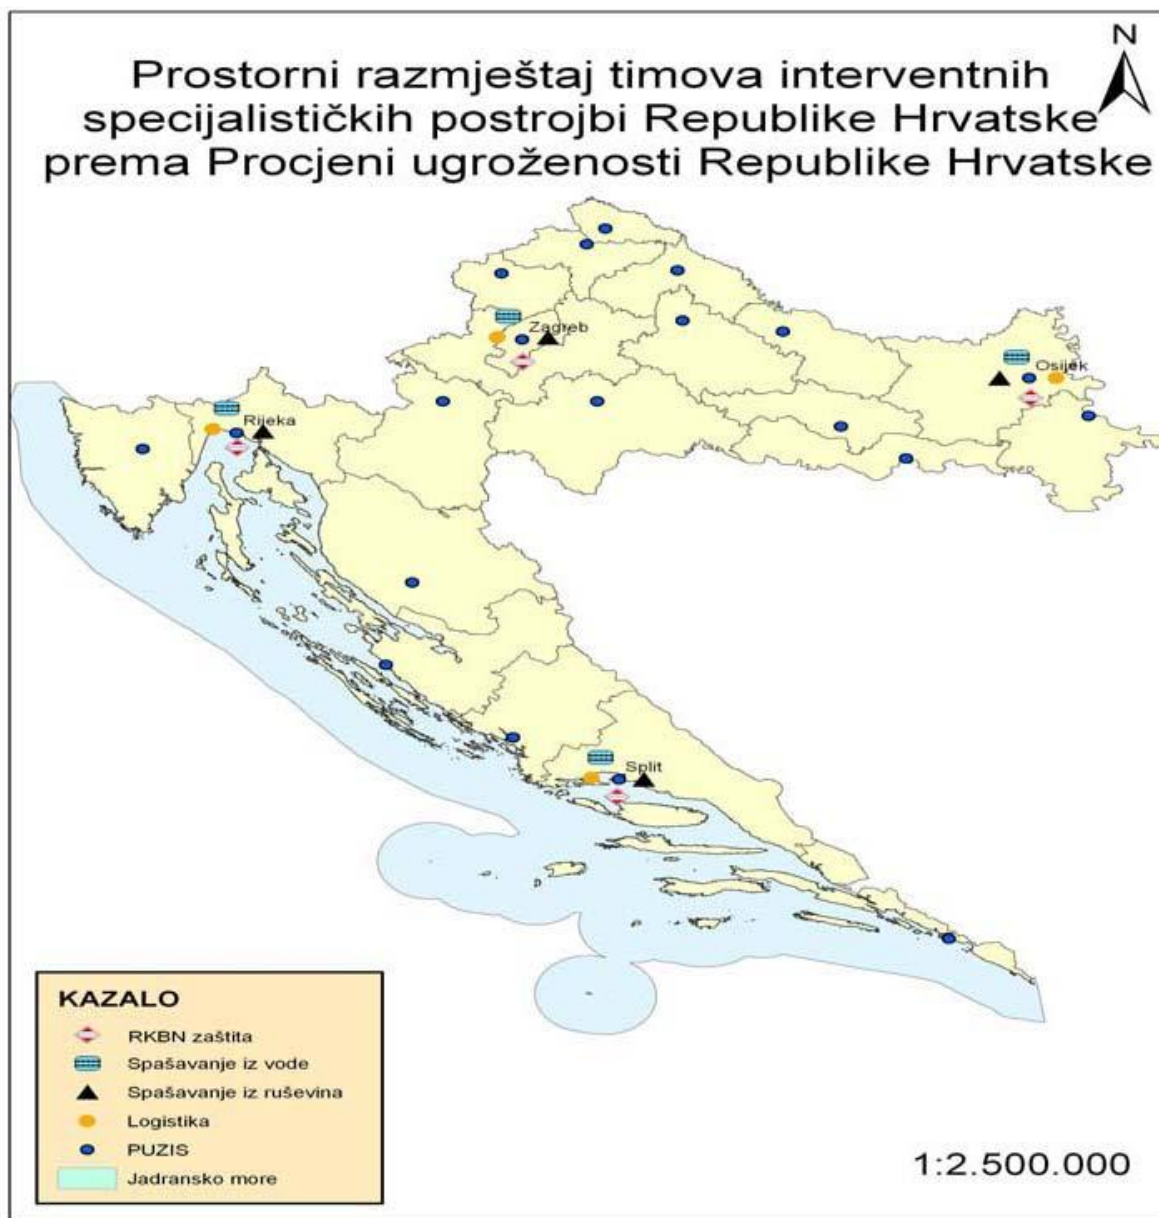 N
Prostorni razmještaj timova interventnih
specijalističkih postrojbi Republike Hrvatske
prema Procjeni ugroženosti Republike Hrvatske
Zagreb
Osijek
Rijeka
Split
KAZALO
RKBN zaštita
Spašavanje iz vode
Spašavanje iz ruševina
Logistika
PUZIS
Jadransko more
1:2.500.000